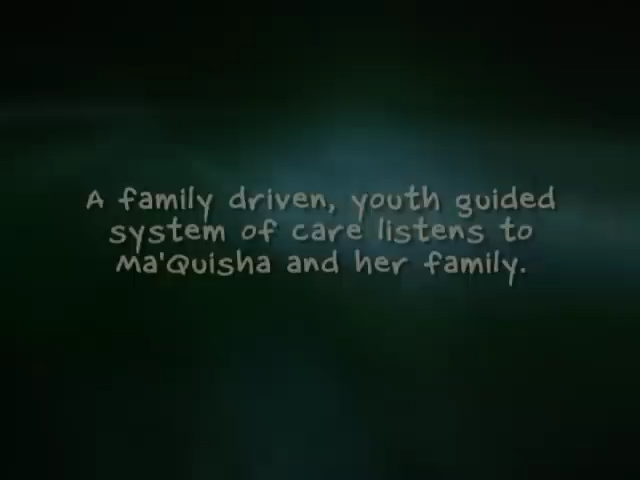 A family driven, youth guided
system of care listens to
Ma'Quisha and her family.